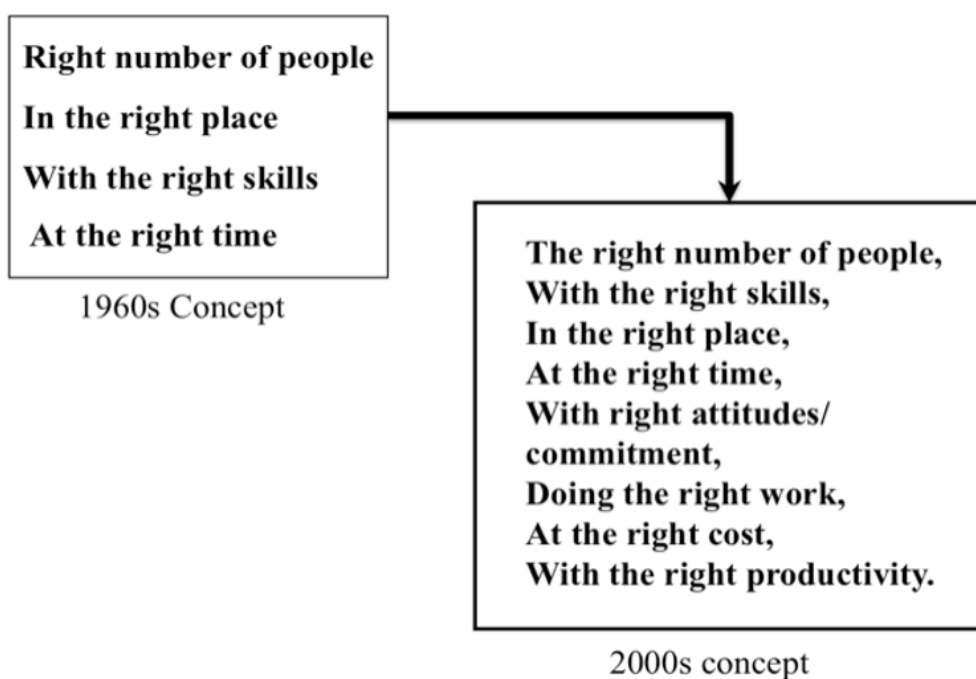 Right number of people
In the right place
With the right skills
At the right time
1960s Concept
The right number of people,
With the right skills,
In the right place,
At the right time,
With right attitudes/
commitment,
Doing the right work,
At the right cost,
With the right productivity.
2000s concept